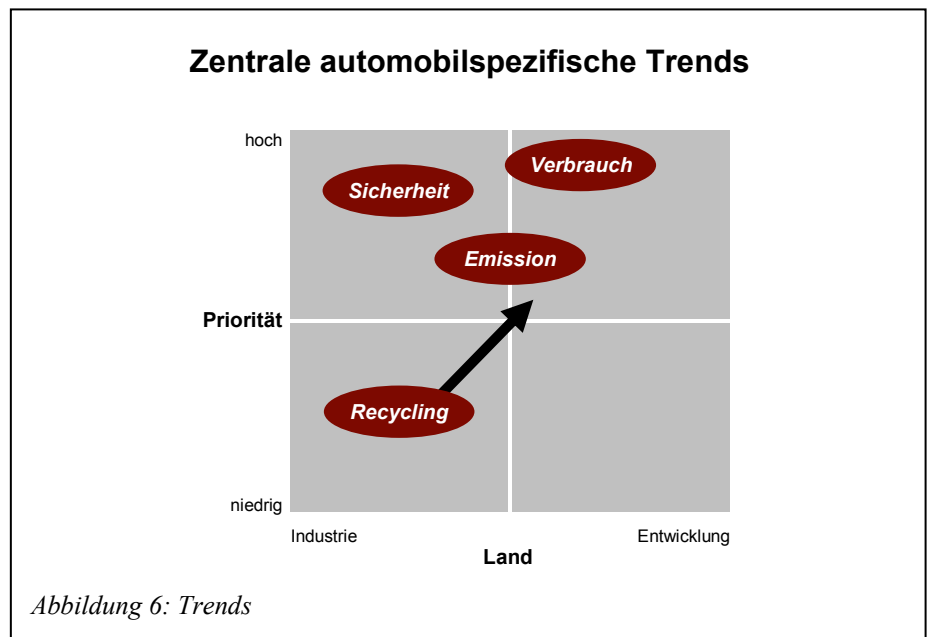 Zentrale automobilspezifische Trends
hoch
Verbrauch
Sicherheit
Emission
Priorität
Recycling
niedrig
Industrie
Entwicklung
Land
Abbildung 6: Trends